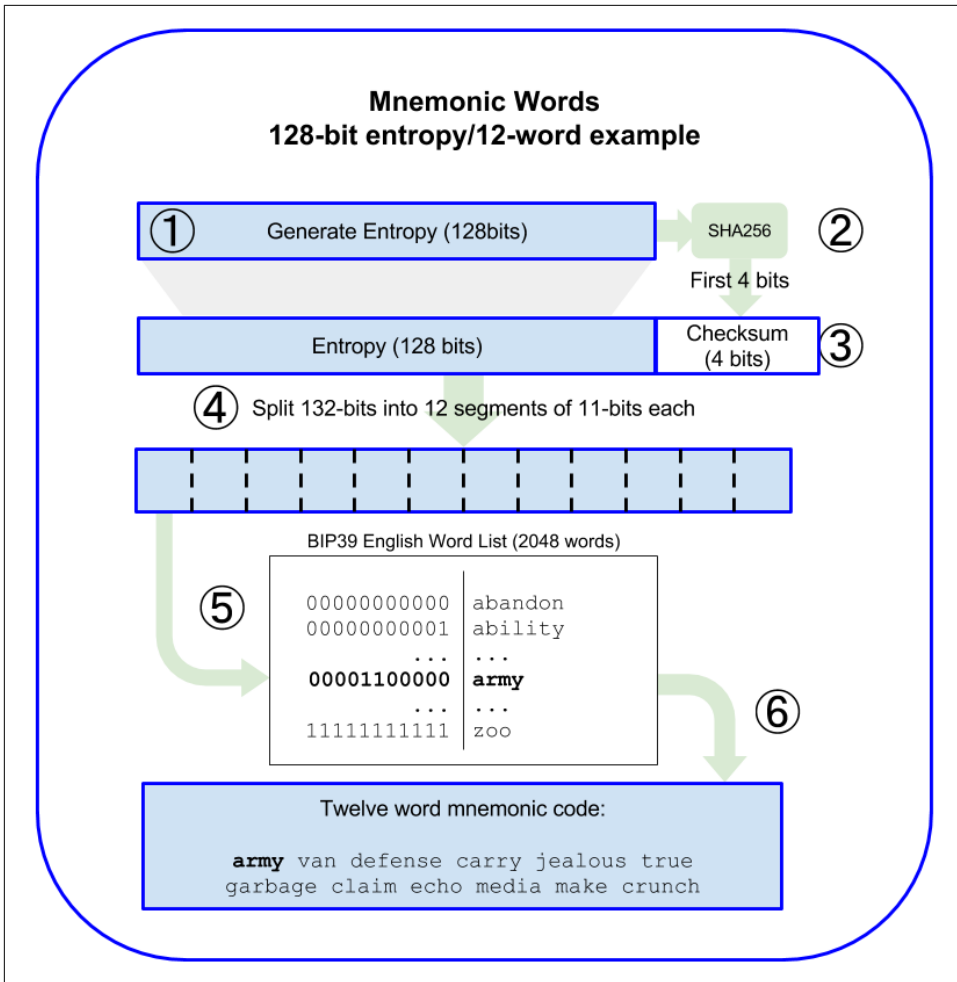 Mnemonic Words
128-bit entropy/12-word example
① Generate Entropy (128bits)
SHA256 ②
First 4 bits
Entropy (128 bits)
Checksum
(4 bits) ③
④ Split 132-bits into 12 segments of 11-bits each
BIP39 English Word List (2048 words)
⑤
00000000000 abandon
00000000001 ability
... ...
00001100000 army
... ...
11111111111 zoo
⑥
Twelve word mnemonic code:
army van defense carry jealous true
garbage claim echo media make crunch